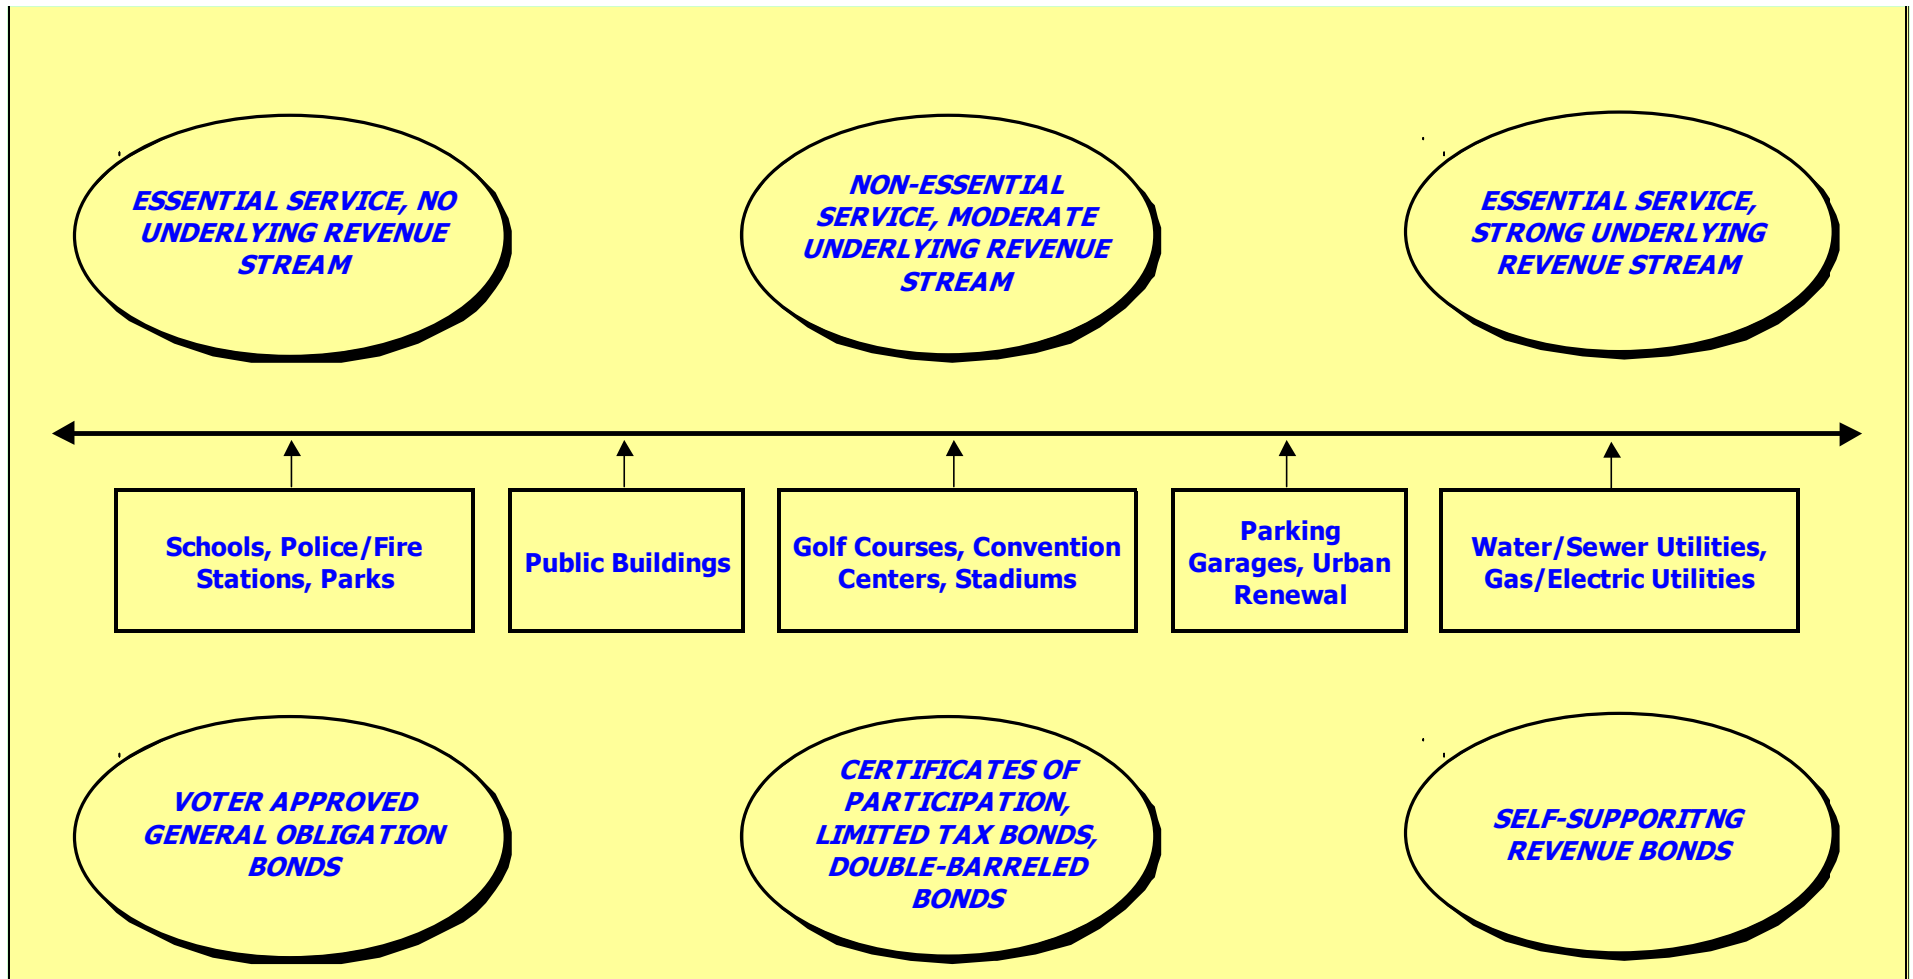 ESSENTIAL SERVICE, NO
UNDERLYING REVENUE
STREAM
NON-ESSENTIAL
SERVICE, MODERATE
UNDERLYING REVENUE
STREAM
ESSENTIAL SERVICE,
STRONG UNDERLYING
REVENUE STREAM
Schools, Police/Fire
Stations, Parks
Public Buildings
Golf Courses, Convention
Centers, Stadiums
Parking
Garages, Urban
Renewal
Water/Sewer Utilities,
Gas/Electric Utilities
VOTER APPROVED
GENERAL OBLIGATION
BONDS
CERTIFICATES OF
PARTICIPATION,
LIMITED TAX BONDS,
DOUBLE-BARRELED
BONDS
SELF-SUPPORITNG
REVENUE BONDS